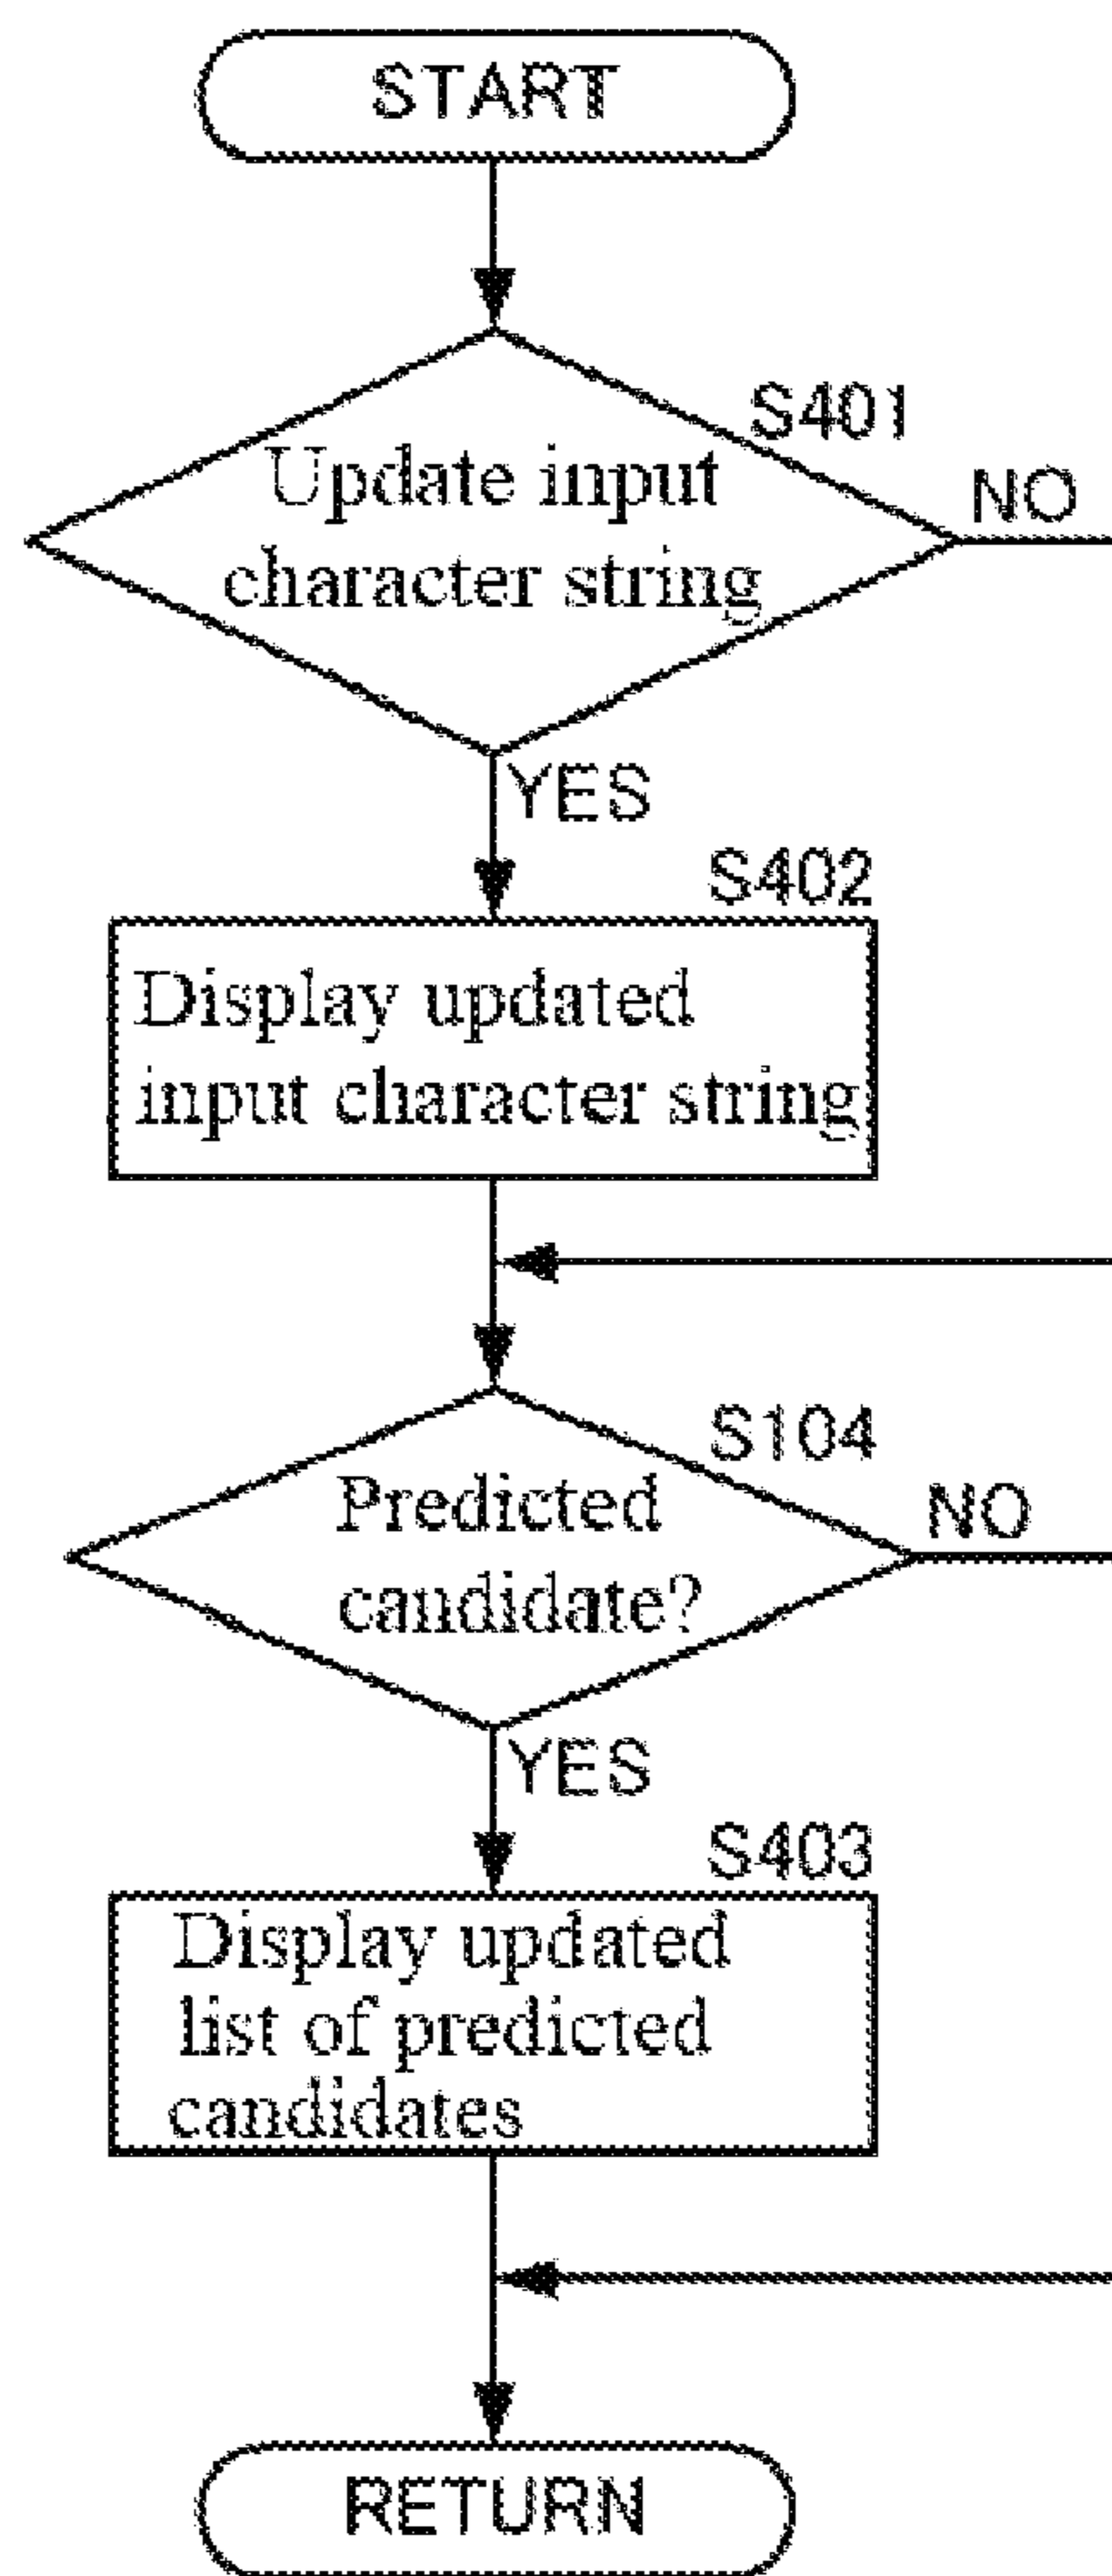 START
S401
Update input
NO
character string
YES
S402
Display updated
input character string
S104
Predicted
NO
candidate?
YES
S403
Display updated
list of predicted
candidates
RETURN